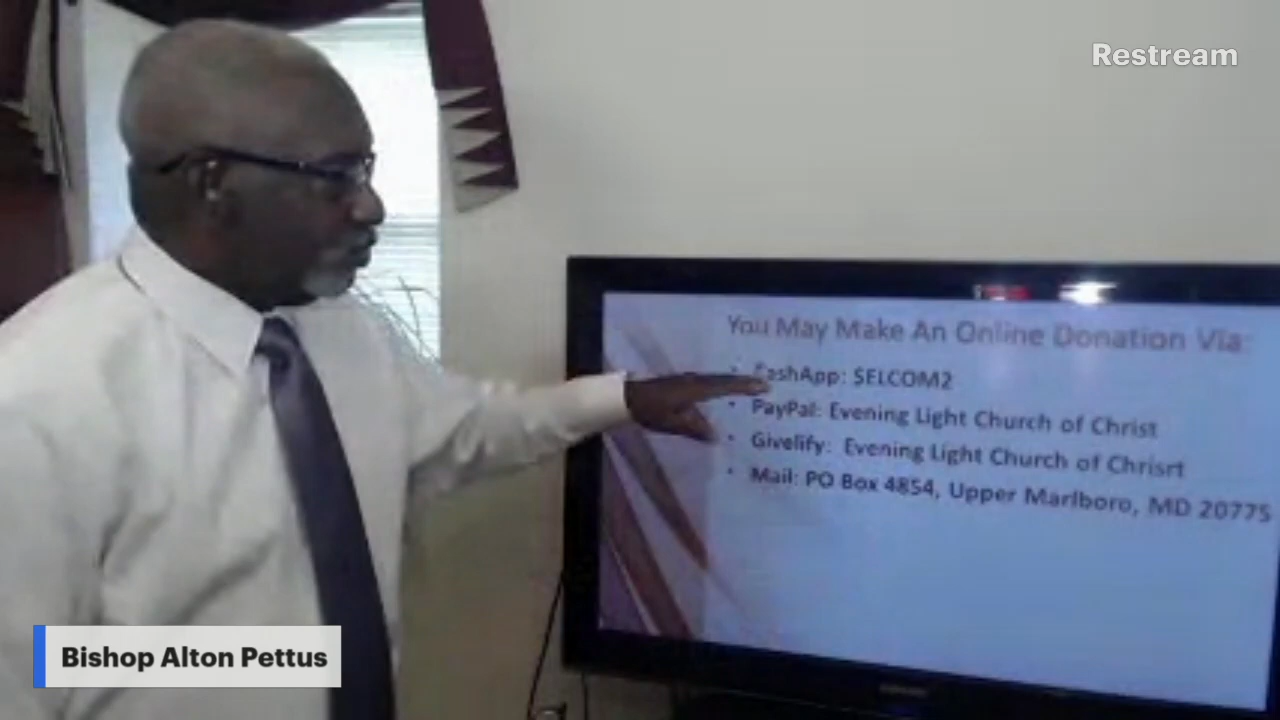 Restream
You May Make An Online Donation Via:
• CashApp: $ELCOM2
• PayPal: Evening Light Church of Christ
• Givelify: Evening Light Church of Chrisrt
• Mail: PO Box 4854, Upper Marlboro, MD 20775
Bishop Alton Pettus